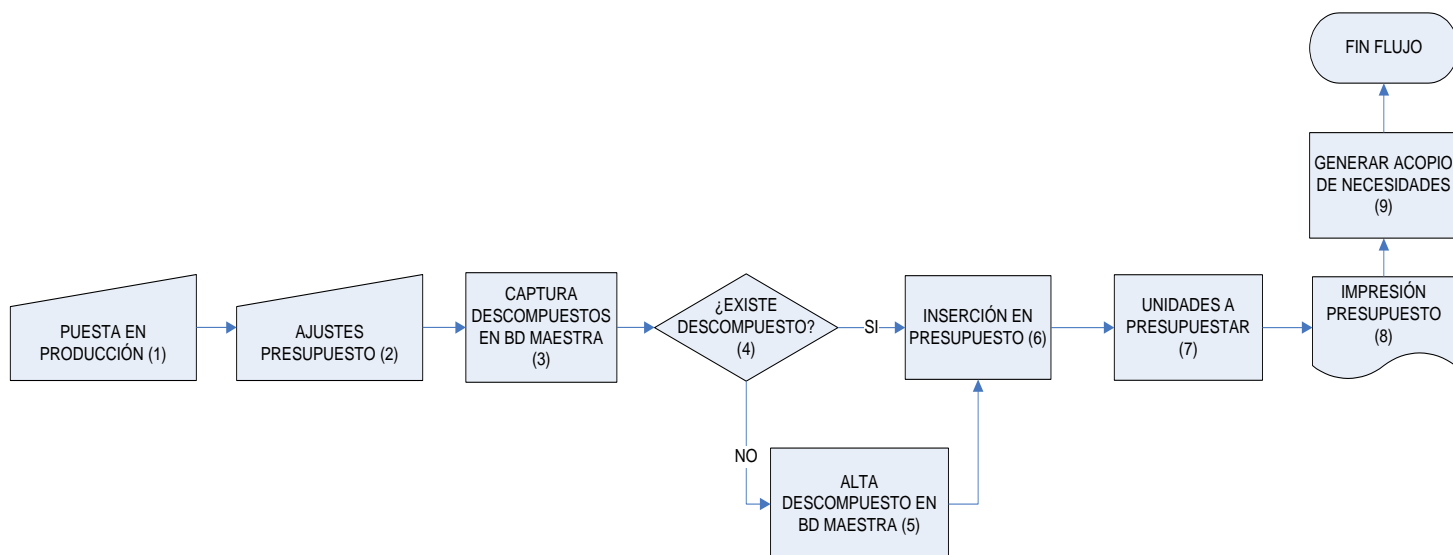 PUESTA EN
PRODUCCIÓN (1)
AJUSTES
PRESUPUESTO (2)
CAPTURA
DESCOMPUESTOS
EN BD MAESTRA
(3)
¿EXISTE
DESCOMPUESTO?
(4)
SI
NO
ALTA
DESCOMPUESTO EN
BD MAESTRA (5)
INSERCIÓN EN
PRESUPUESTO (6)
UNIDADES A
PRESUPUESTAR
(7)
IMPRESIÓN
PRESUPUESTO
(8)
GENERAR ACOPIO
DE NECESIDADES
(9)
FIN FLUJO